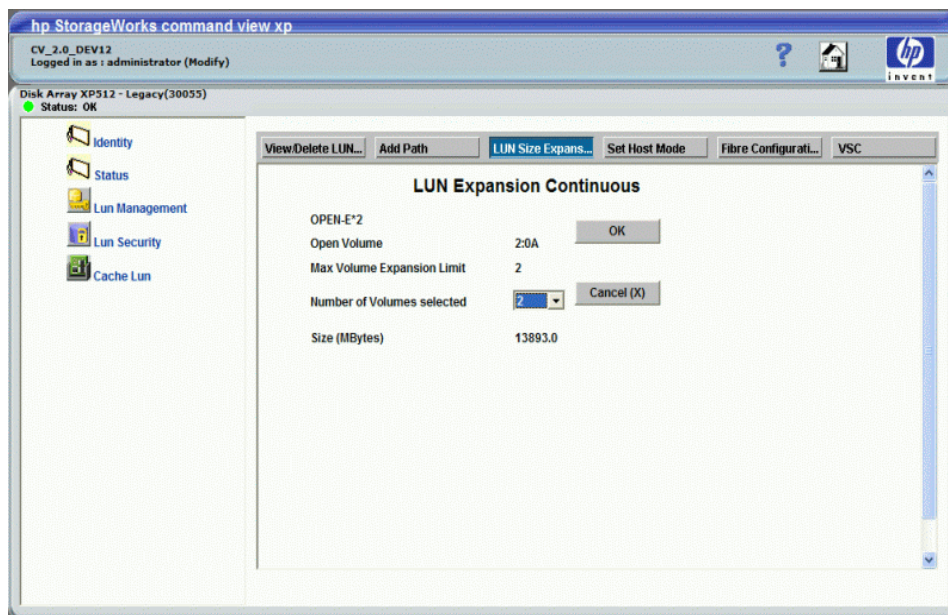 hp StorageWorks command view xp
CV_2.0_DEV12
Logged in as : administrator (Modify)
?
hp
invent
Disk Array XP512 - Legacy(30055)
Status: OK
Identity
Status
Lun Management
Lun Security
Cache Lun
View/Delete LUN... Add Path LUN Size Expans... Set Host Mode Fibre Configurati... VSC
LUN Expansion Continuous
OPEN-E*2
Open Volume 2:0A
OK
Max Volume Expansion Limit 2
Number of Volumes selected 2
Cancel (X)
Size (MBytes) 13893.0